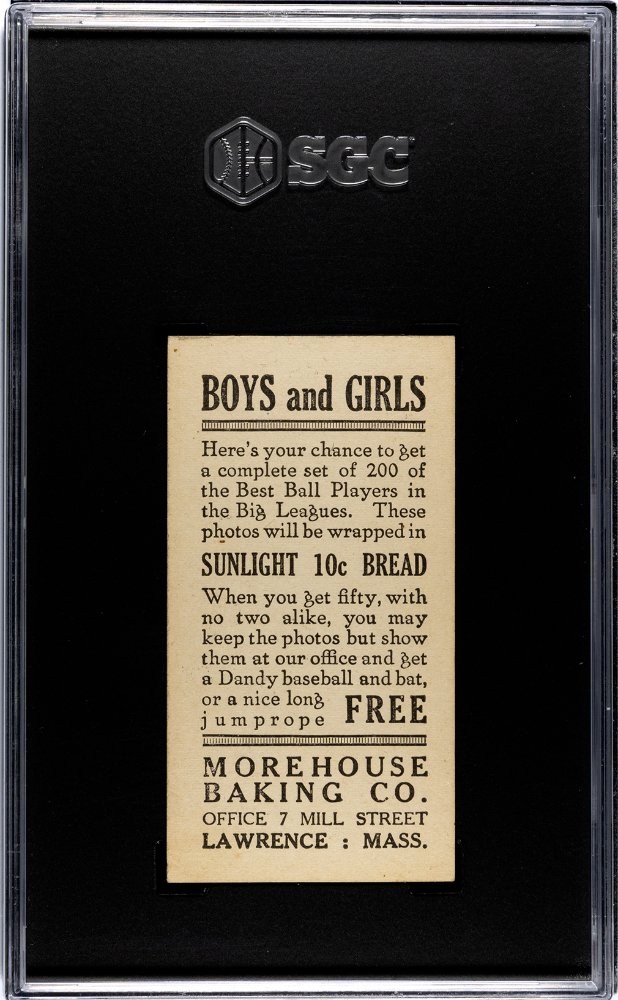 SGC
BOYS and GIRLS
Here's your chance to get
a complete set of 200 of
the Best Ball Players in
the Big Leagues. These
photos will be wrapped in
SUNLIGHT 10c BREAD
When you get fifty, with
no two alike, you may
keep the photos but show
them at our office and get
a Dandy baseball and bat,
or a nice long
jumprope FREE
MOREHOUSE
BAKING CO.
OFFICE 7 MILL STREET
LAWRENCE : MASS.